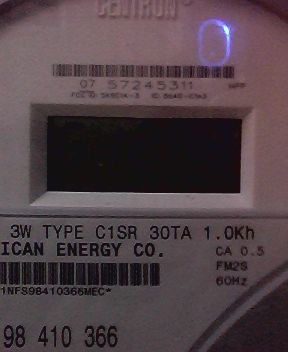 CENTRON
07 57245311
3W TYPE C1SR 30TA 1.0Kh
ICAN ENERGY CO.
CA 0.5
FM2S
60Hz
1NFS98410366MEC*
98 410 366